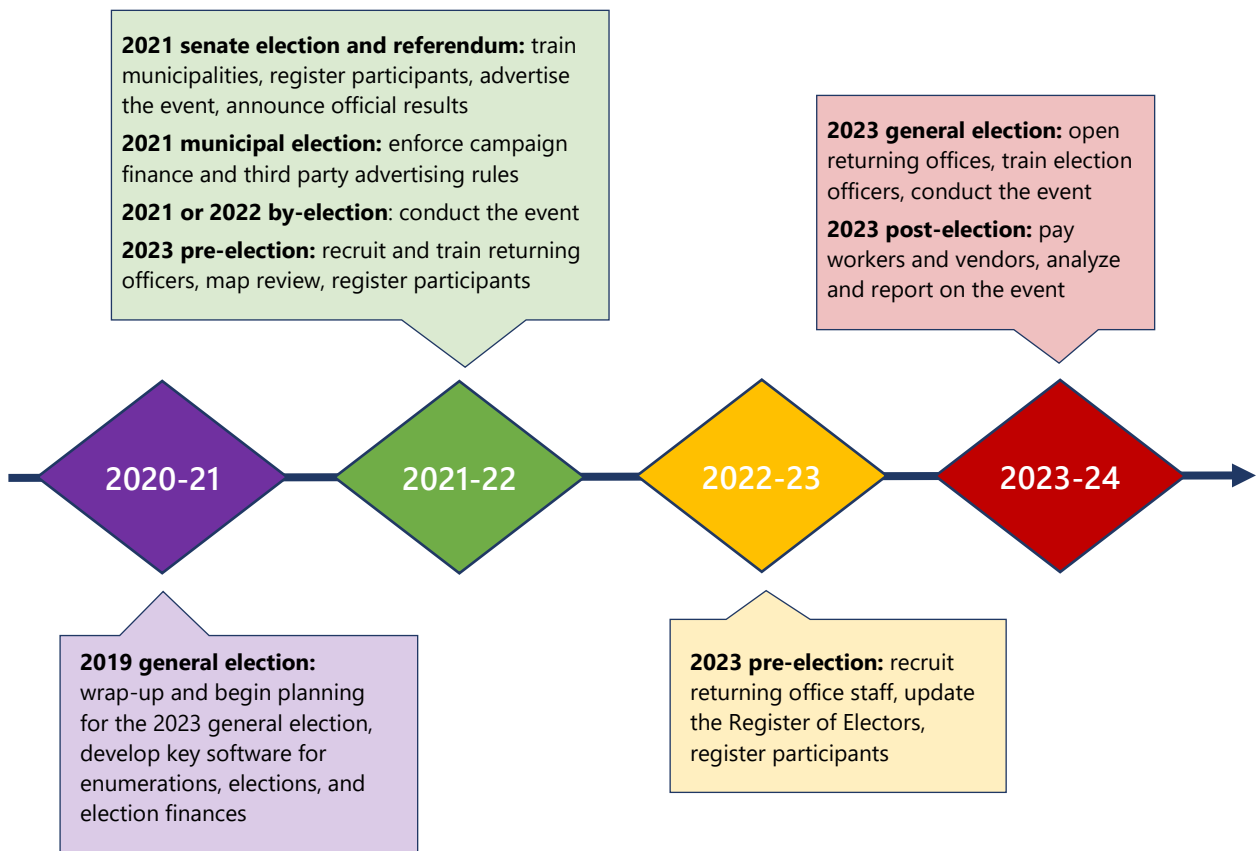 2021 senate election and referendum: train
municipalities, register participants, advertise
the event, announce official results
2021 municipal election: enforce campaign
finance and third party advertising rules
2021 or 2022 by-election: conduct the event
2023 pre-election: recruit and train returning
officers, map review, register participants
2023 general election: open
returning offices, train election
officers, conduct the event
2023 post-election: pay
workers and vendors, analyze
and report on the event
2020-21
2021-22
2022-23
2023-24
2019 general election:
wrap-up and begin planning
for the 2023 general election,
develop key software for
enumerations, elections, and
election finances
2023 pre-election: recruit
returning office staff, update
the Register of Electors,
register participants